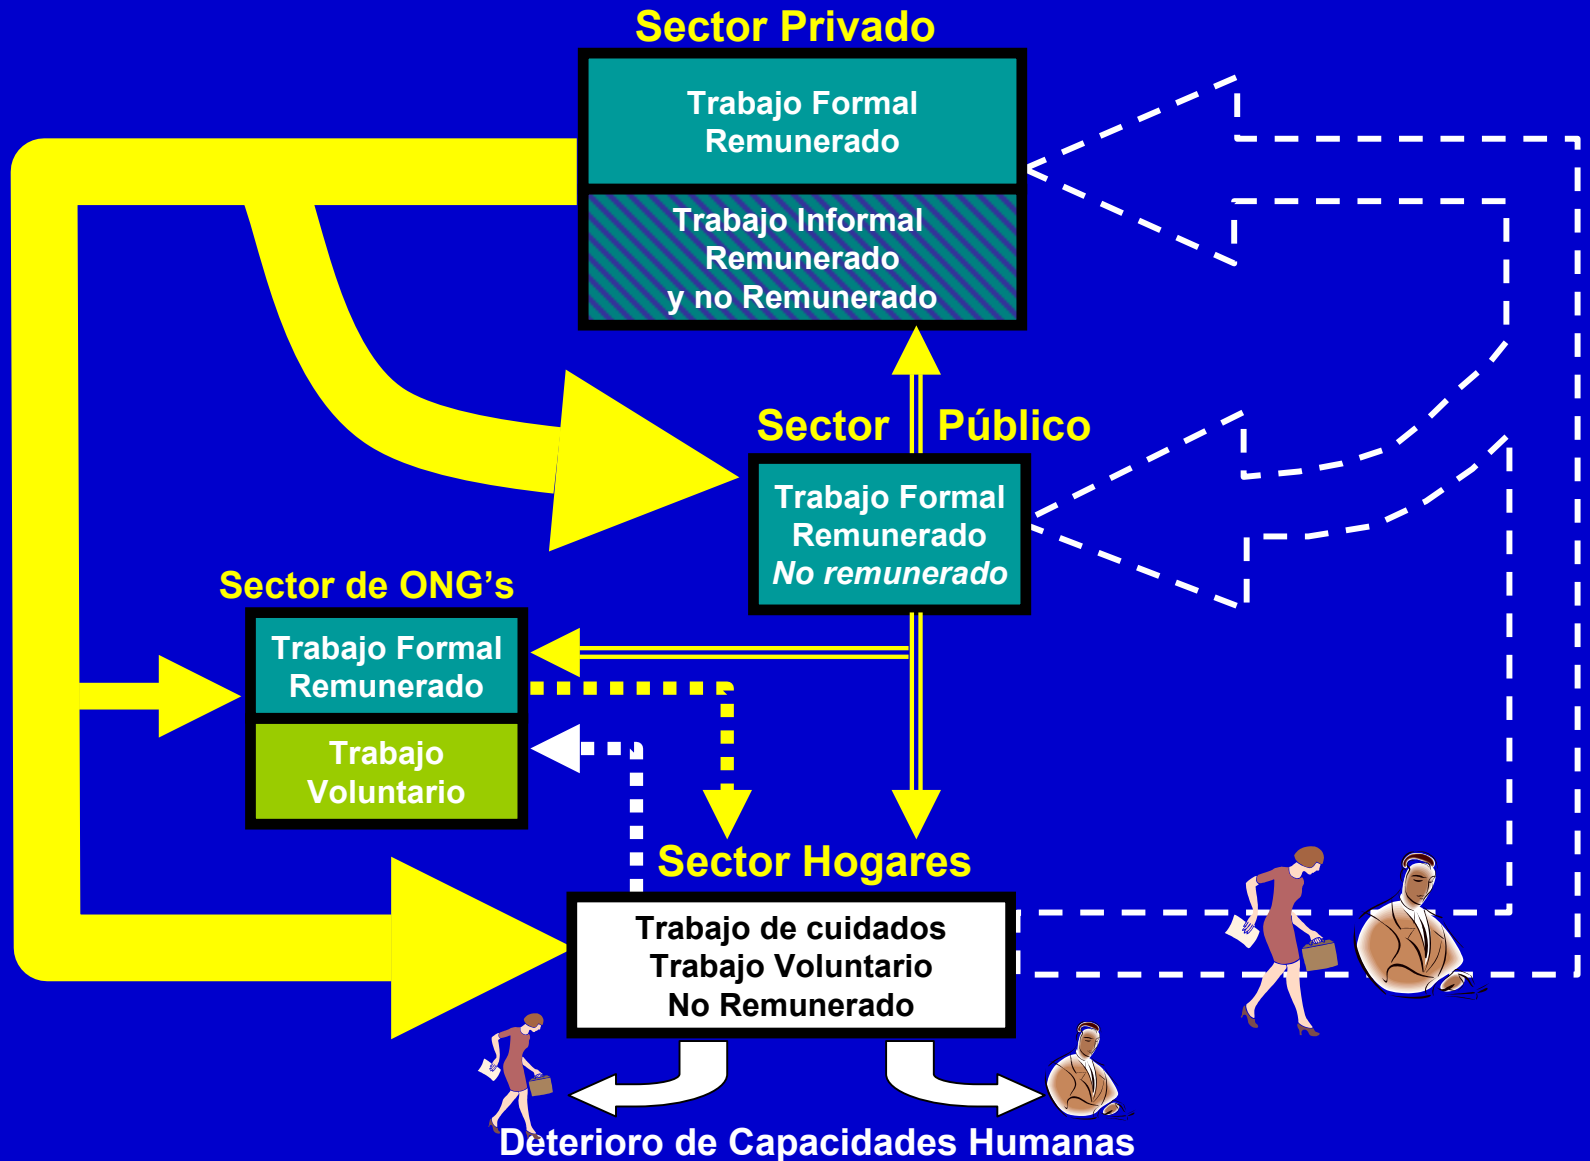 Sector Privado
Trabajo Formal
Remunerado
Trabajo Informal
Remunerado
y no Remunerado
Sector Público
Trabajo Formal
Remunerado
No remunerado
Sector de ONG’s
Trabajo Formal
Remunerado
Trabajo
Voluntario
Sector Hogares
Trabajo de cuidados
Trabajo Voluntario
No Remunerado
Deterioro de Capacidades Humanas